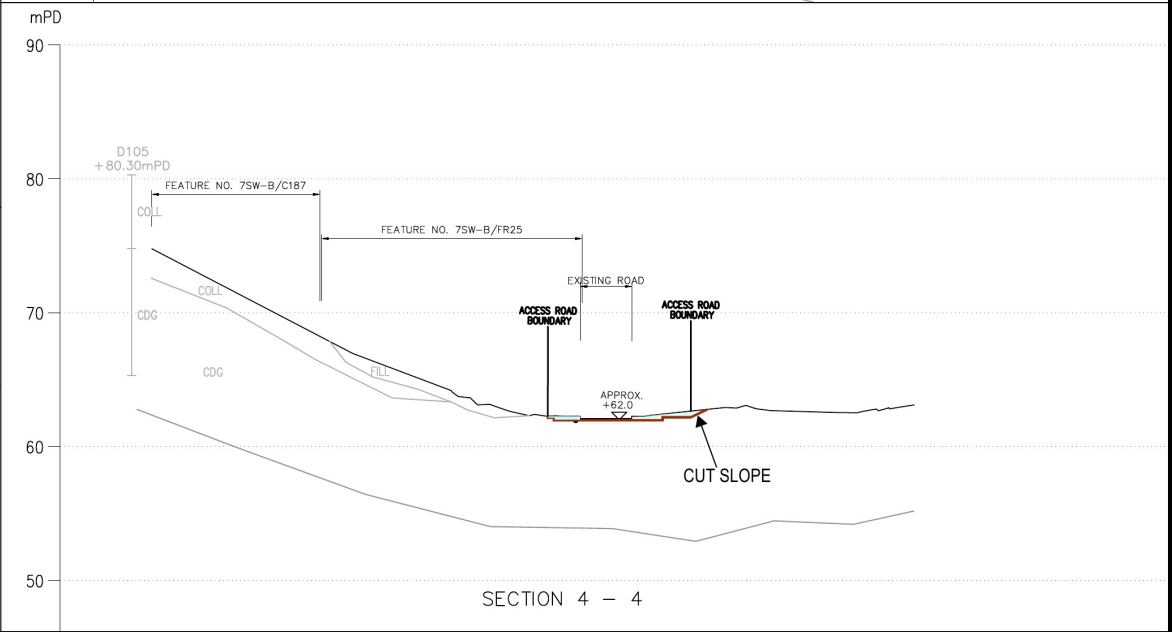 mPD
90
80
70
60
50
D105
+80.30mPD
COLL
CDG
FEATURE NO. 7SW-B/C187
FEATURE NO. 7SW-B/FR25
EXISTING ROAD
COLL
CDG
FILL
ACCESS ROAD
BOUNDARY
ACCESS ROAD
BOUNDARY
APPROX.
+62.0
CUT SLOPE
SECTION 4 - 4